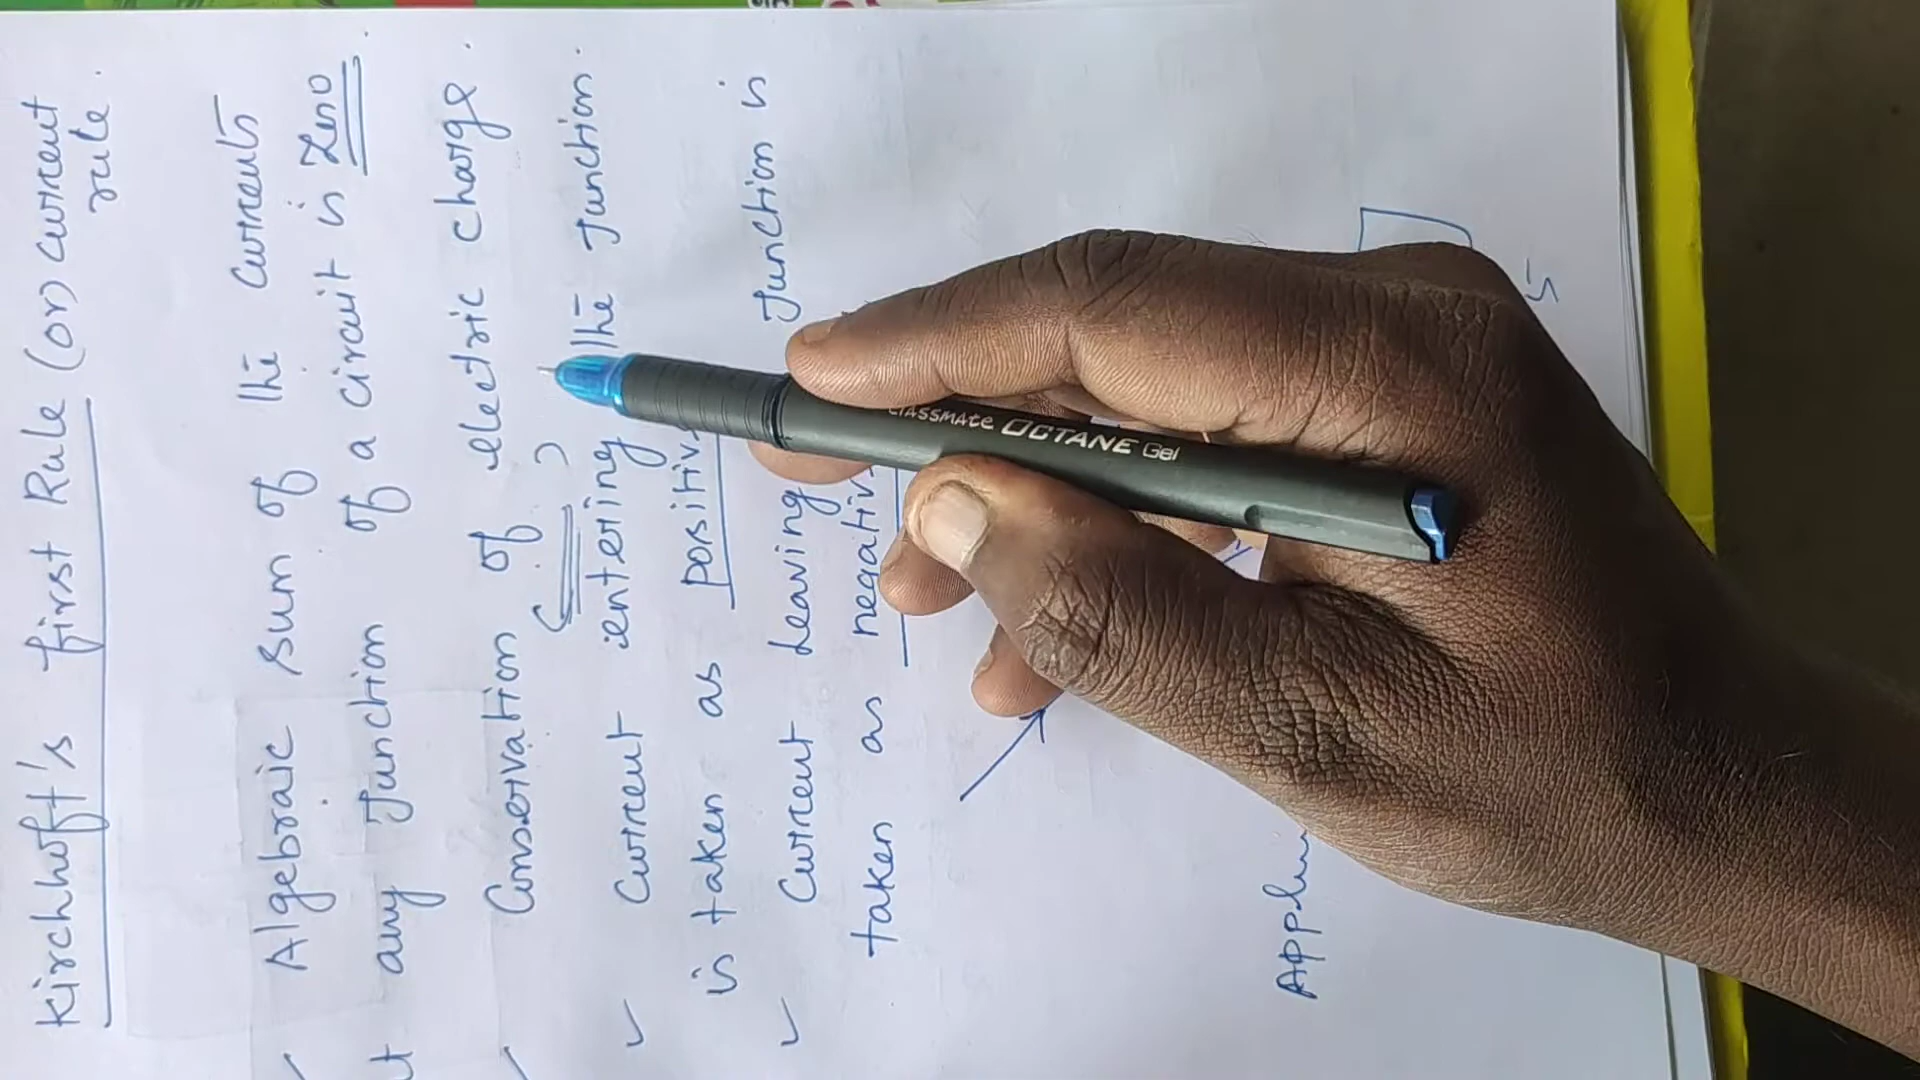 Kirchhoff's first Rule (or) current
rule.
Algebraic sum of the currents
at any Junction of a circuit is Zero.
Conservation of electric charge.
Current entering the Junction.
is taken as positive
Current leaving Junction is
taken as negative
Classmate OCTANE Gel